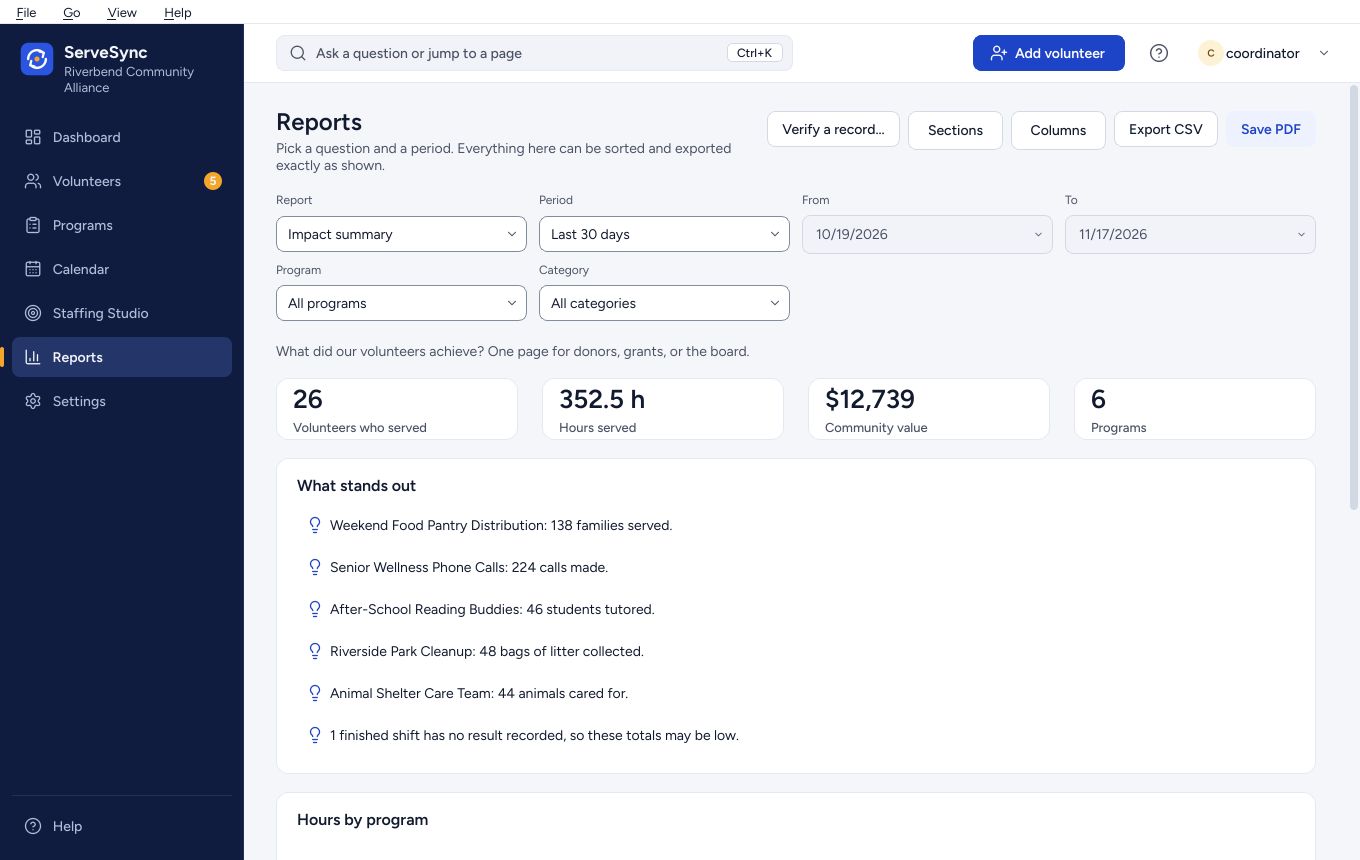 File Go View Help
ServeSync
Riverbend Community
Alliance
Ask a question or jump to a page Ctrl+K
Add volunteer
C coordinator
Dashboard
Volunteers 5
Programs
Calendar
Staffing Studio
Reports
Settings
Help
Reports
Pick a question and a period. Everything here can be sorted and exported
exactly as shown.
Verify a record... Sections Columns Export CSV Save PDF
Report Period From To
Impact summary Last 30 days 10/19/2026 11/17/2026
Program Category
All programs All categories
What did our volunteers achieve? One page for donors, grants, or the board.
26 352.5 h $12,739 6
Volunteers who served Hours served Community value Programs
What stands out
Weekend Food Pantry Distribution: 138 families served.
Senior Wellness Phone Calls: 224 calls made.
After-School Reading Buddies: 46 students tutored.
Riverside Park Cleanup: 48 bags of litter collected.
Animal Shelter Care Team: 44 animals cared for.
1 finished shift has no result recorded, so these totals may be low.
Hours by program